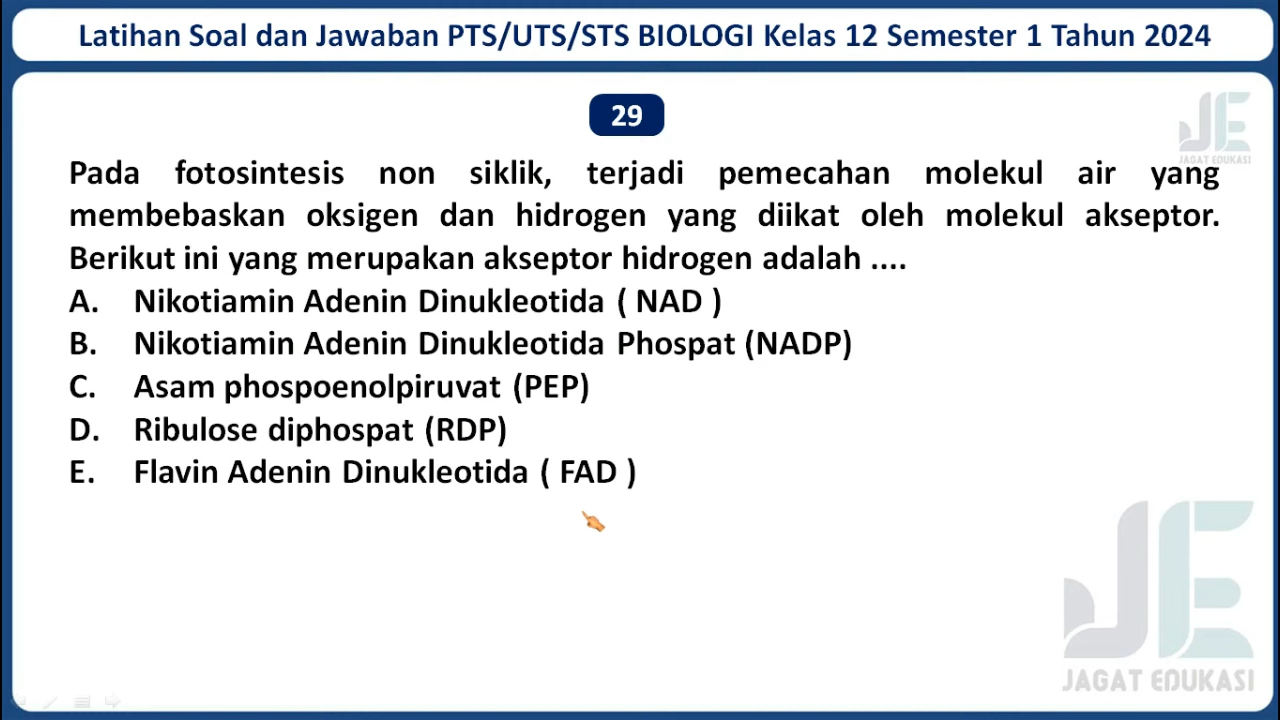 Latihan Soal dan Jawaban PTS/UTS/STS BIOLOGI Kelas 12 Semester 1 Tahun 2024
29
JAGAT EDUKASI
Pada fotosintesis non siklik, terjadi pemecahan molekul air yang
membebaskan oksigen dan hidrogen yang diikat oleh molekul akseptor.
Berikut ini yang merupakan akseptor hidrogen adalah ....
A. Nikotiamin Adenin Dinukleotida ( NAD )
B. Nikotiamin Adenin Dinukleotida Phospat (NADP)
C. Asam phospoenolpiruvat (PEP)
D. Ribulose diphospat (RDP)
E. Flavin Adenin Dinukleotida ( FAD )
JE
JAGAT EDUKASI